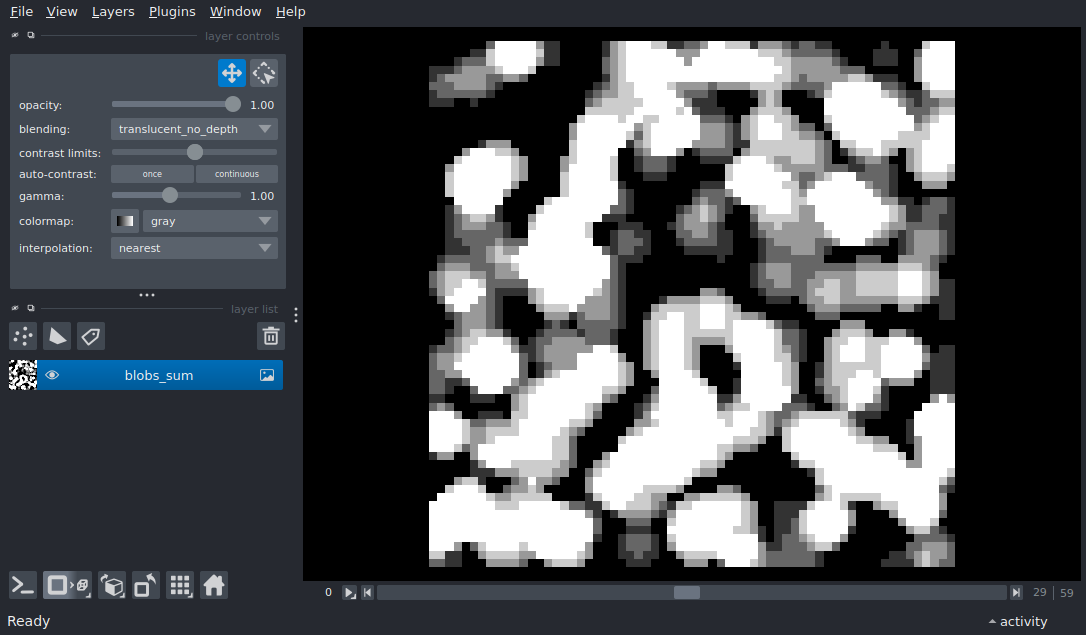 File View Layers Plugins Window Help
layer controls
opacity: 1.00
blending: translucent_no_depth
contrast limits:
auto-contrast: once continuous
gamma: 1.00
colormap: gray
interpolation: nearest
layer list
blobs_sum
0 29 59
Ready activity